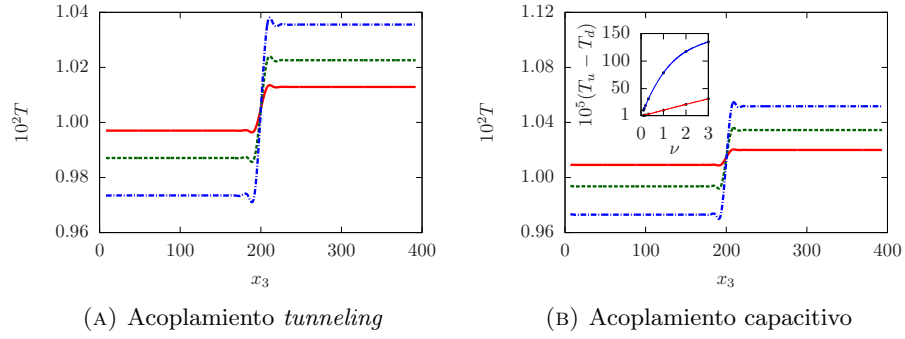 1.04
1.02
1.00
0.98
0.96
0 100 200 300 400
10²T
x₃
(A) Acoplamiento tunneling
1.12
1.08
1.04
1.00
0.96
0 100 200 300 400
10²T
x₃
150
100
50
1
0 1 2 3
10⁵(Tᵤ − T_d)
ν
(B) Acoplamiento capacitivo